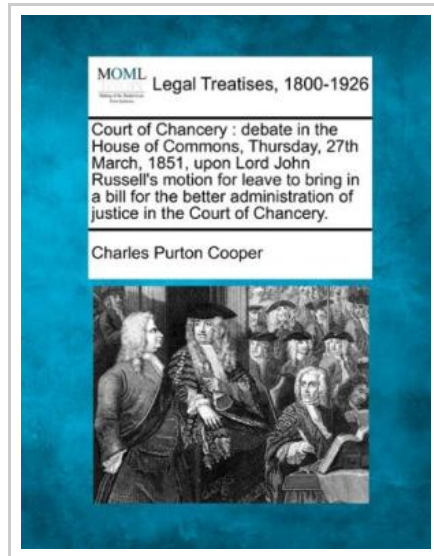 MOML
Legal Treatises, 1800-1926
Court of Chancery : debate in the
House of Commons, Thursday, 27th
March, 1851, upon Lord John
Russell's motion for leave to bring in
a bill for the better administration of
justice in the Court of Chancery.
Charles Purton Cooper